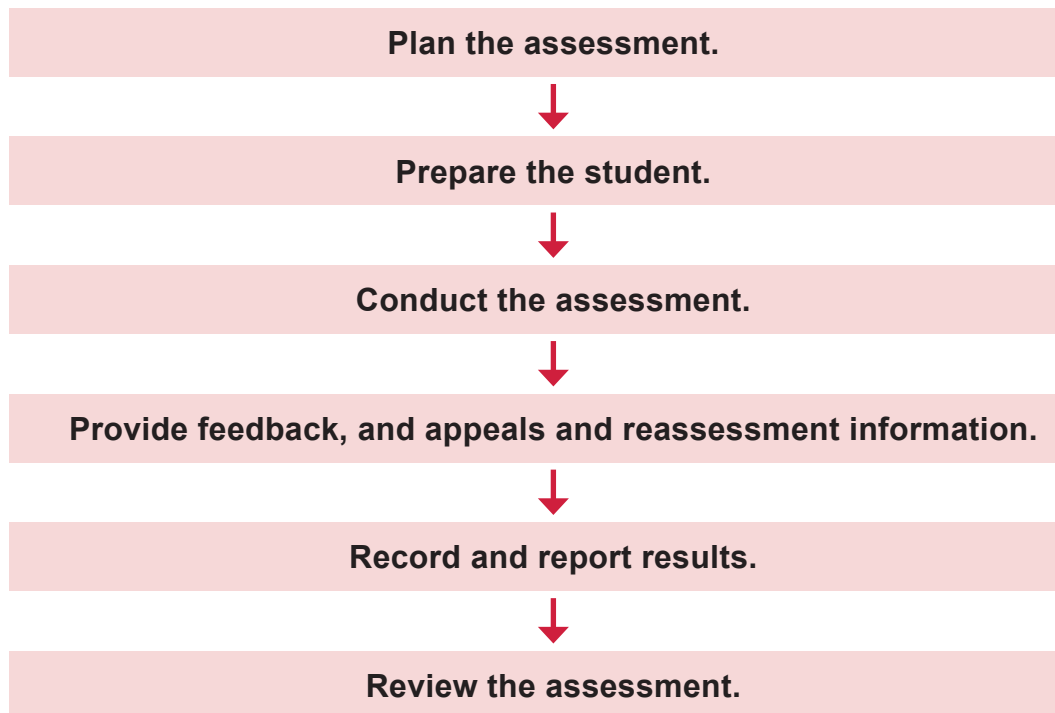 Plan the assessment.
Prepare the student.
Conduct the assessment.
Provide feedback, and appeals and reassessment information.
Record and report results.
Review the assessment.